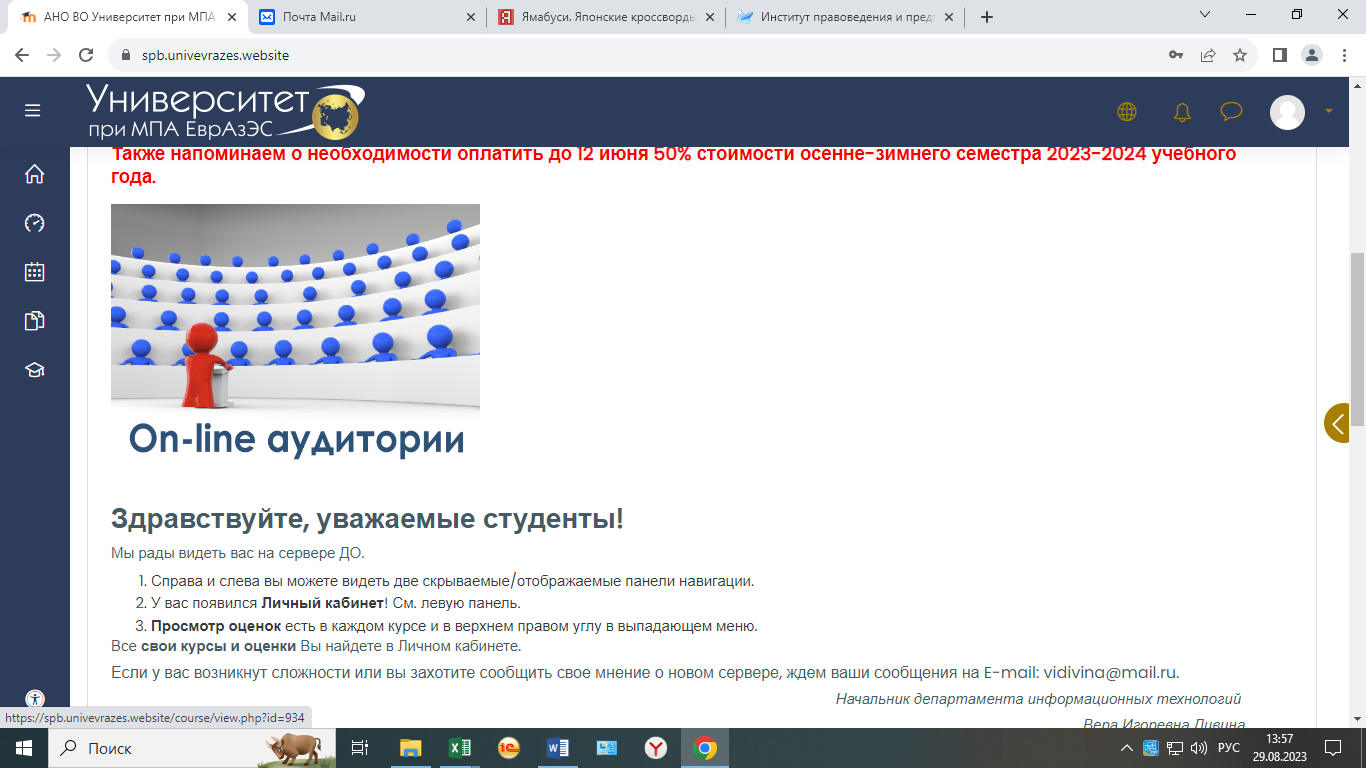 АНО ВО Университет при МПА
Почта Mail.ru
Ямабуси. Японские кроссворды
Институт правоведения и пред
spb.univevrazes.website
Университет
при МПА ЕврАзЭС
Также напоминаем о необходимости оплатить до 12 июня 50% стоимости осенне-зимнего семестра 2023-2024 учебного
года.
On-line аудитории
Здравствуйте, уважаемые студенты!
Мы рады видеть вас на сервере ДО.
1. Справа и слева вы можете видеть две скрываемые/отображаемые панели навигации.
2. У вас появился Личный кабинет! См. левую панель.
3. Просмотр оценок есть в каждом курсе и в верхнем правом углу в выпадающем меню.
Все свои курсы и оценки Вы найдете в Личном кабинете.
Если у вас возникнут сложности или вы захотите сообщить свое мнение о новом сервере, ждем ваши сообщения на E-mail: vidivina@mail.ru.
Начальник департамента информационных технологий
Вера Игоревна Дивина
https://spb.univevrazes.website/course/view.php?id=934
Поиск
РУС
13:57
29.08.2023